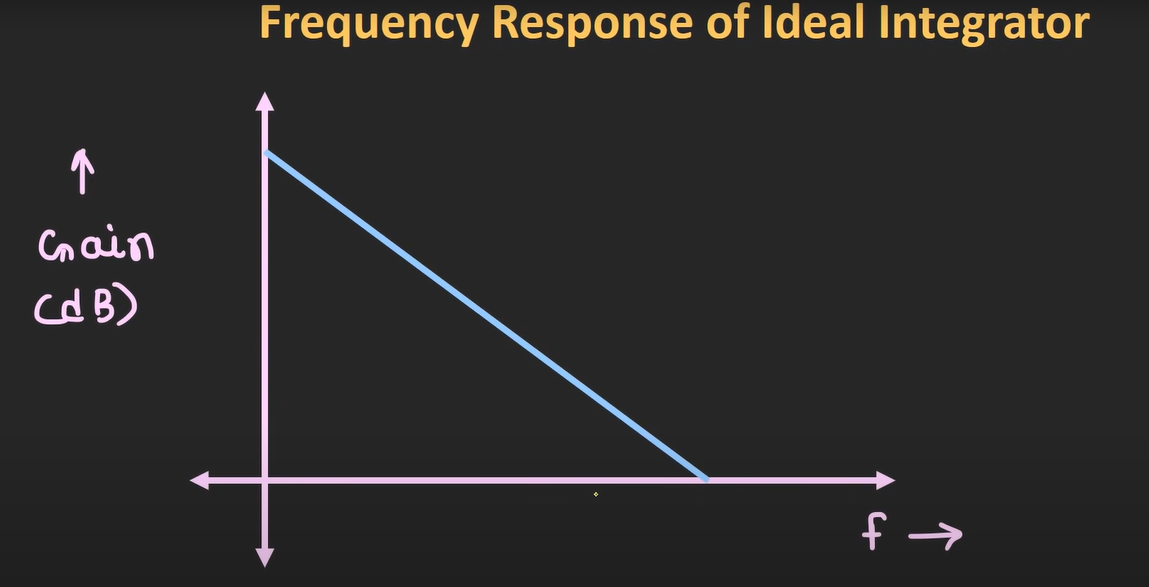 Frequency Response of Ideal Integrator
↑
Gain
(dB)
f →